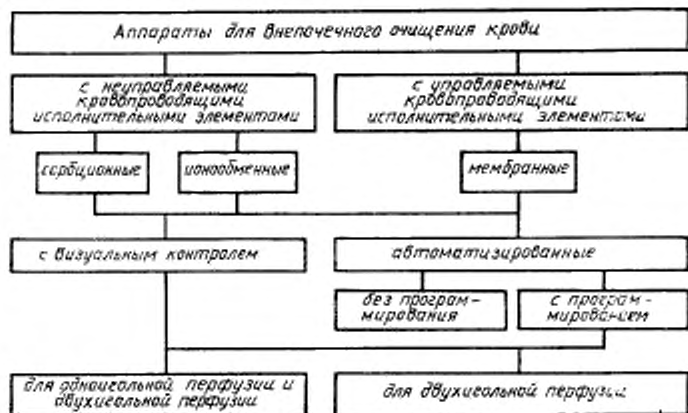 Аппараты для внепочечного очищения крови
с неуправляемыми
кровопроводящими
исполнительными элементами
с управляемыми
кровопроводящими
исполнительными элементами
сорбционные
ионообменные
мембранные
с визуальным контролем
автоматизированные
без програм-
мирования
с програм-
мированием
для одноигольной перфузии и
двухигольной перфузии
для двухигольной перфузии